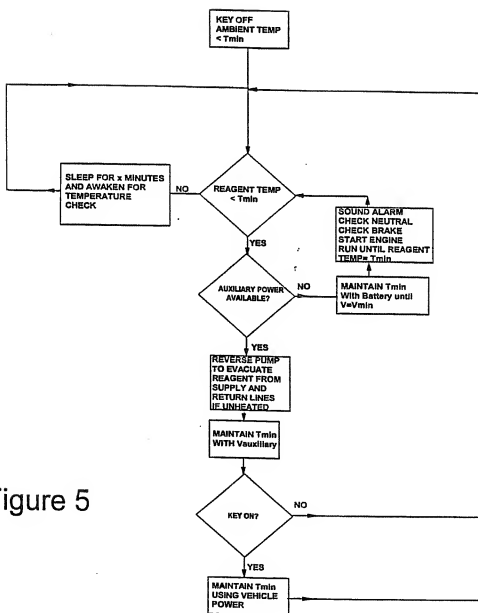 KEY OFF
AMBIENT TEMP
< Tmin
SLEEP FOR x MINUTES
AND AWAKEN FOR
TEMPERATURE
CHECK
NO
REAGENT TEMP
< Tmin
SOUND ALARM
CHECK NEUTRAL
CHECK BRAKE
START ENGINE
RUN UNTIL REAGENT
TEMP= Tmin
YES
AUXILIARY POWER
AVAILABLE?
NO
MAINTAIN Tmin
With Battery until
V=Vmin
YES
REVERSE PUMP
TO EVACUATE
REAGENT FROM
SUPPLY AND
RETURN LINES
IF UNHEATED
MAINTAIN Tmin
WITH Vauxiliary
igure 5
KEY ON?
NO
YES
MAINTAIN Tmin
USING VEHICLE
POWER